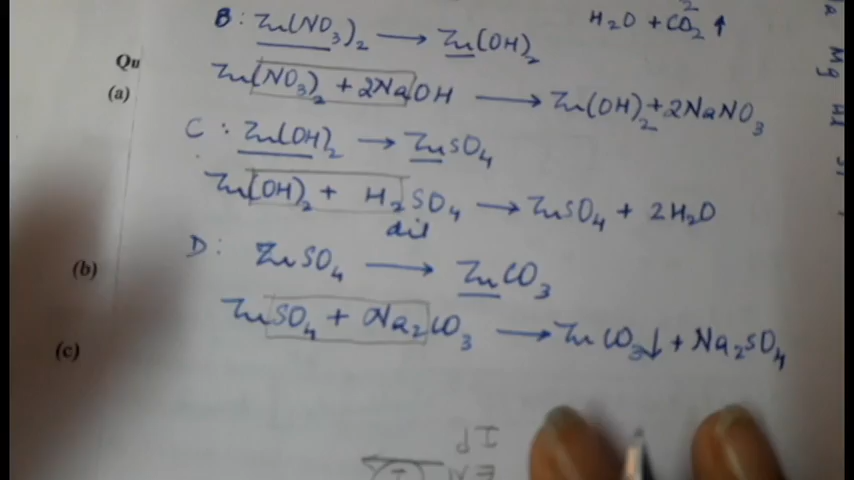 H₂O + CO₂ ↑
B : Zn(NO₃)₂ → Zn(OH)₂
Qu
(a)
Zn(NO₃)₂ + 2NaOH → Zn(OH)₂ + 2NaNO₃
C : Zn(OH)₂ → ZnSO₄
Zn(OH)₂ + H₂SO₄ → ZnSO₄ + 2H₂O
dil
(b)
D : ZnSO₄ → ZnCO₃
ZnSO₄ + Na₂CO₃ → ZnCO₃↓ + Na₂SO₄
(c)
Mg